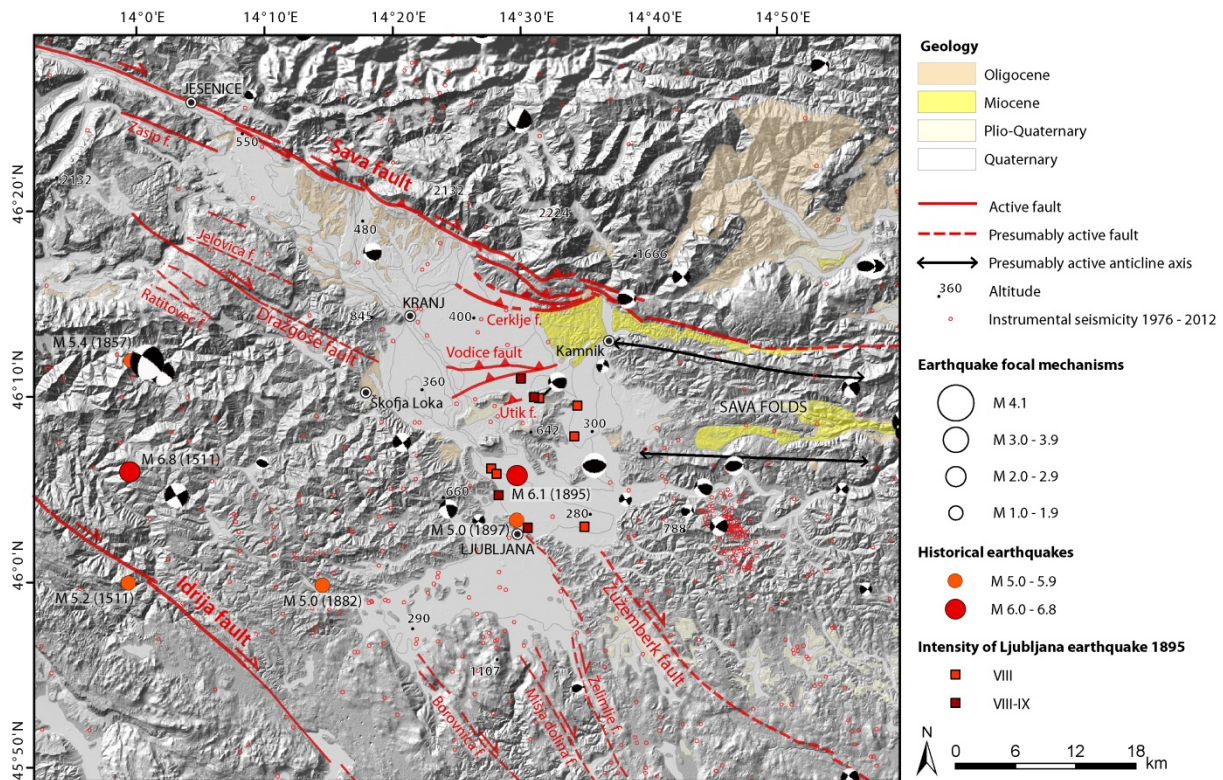 14°0'E
14°10'E
14°20'E
14°30'E
14°40'E
14°50'E
46°20'N
46°10'N
46°0'N
45°50'N
JESENICE
Zasip f.
550
Sava fault
2132
2132
2224
480
1666
Jelovica f.
Ratitovec f.
Dražgoše fault
845
KRANJ
400
Cerklje f.
Kamnik
M 5.4 (1857)
Vodice fault
360
Škofja Loka
Utik f.
SAVA FOLDS
642
300
M 6.8 (1511)
M 6.1 (1895)
660
280
788
M 5.0 (1897)
LJUBLJANA
Idrija fault
M 5.2 (1511)
M 5.0 (1882)
290
1107
Borovnica f.
Mišja dolina f.
Želimlje f.
Žužemberk fault
Geology
Oligocene
Miocene
Plio-Quaternary
Quaternary
Active fault
Presumably active fault
Presumably active anticline axis
360
Altitude
Instrumental seismicity 1976 - 2012
Earthquake focal mechanisms
M 4.1
M 3.0 - 3.9
M 2.0 - 2.9
M 1.0 - 1.9
Historical earthquakes
M 5.0 - 5.9
M 6.0 - 6.8
Intensity of Ljubljana earthquake 1895
VIII
VIII-IX
N
0
6
12
18
km